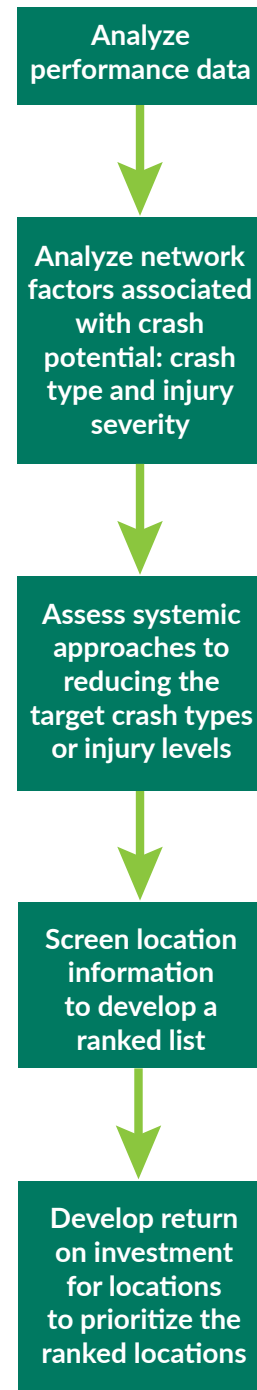 Analyze
performance data
Analyze network
factors associated
with crash
potential: crash
type and injury
severity
Assess systemic
approaches to
reducing the
target crash types
or injury levels
Screen location
information
to develop a
ranked list
Develop return
on investment
for locations
to prioritize the
ranked locations